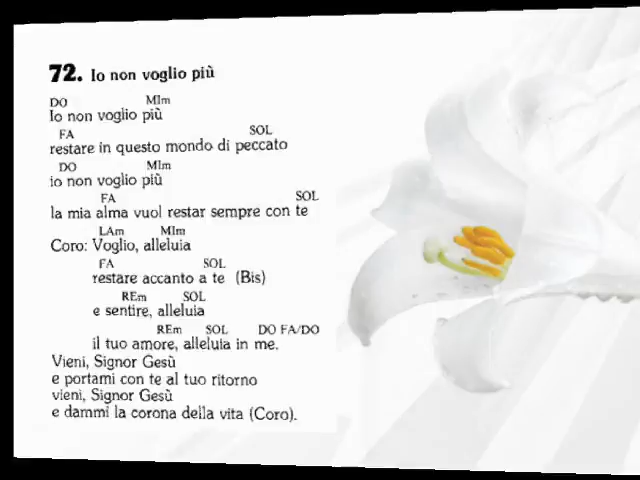 72. Io non voglio più
DO MIm
Io non voglio più
FA SOL
restare in questo mondo di peccato
DO MIm
io non voglio più
FA SOL
la mia alma vuol restar sempre con te
LAm MIm
Coro: Voglio, alleluia
FA SOL
restare accanto a te (Bis)
REm SOL
e sentire, alleluia
REm SOL DO FA/DO
il tuo amore, alleluia in me.
Vieni, Signor Gesù
e portami con te al tuo ritorno
vieni, Signor Gesù
e dammi la corona della vita (Coro).